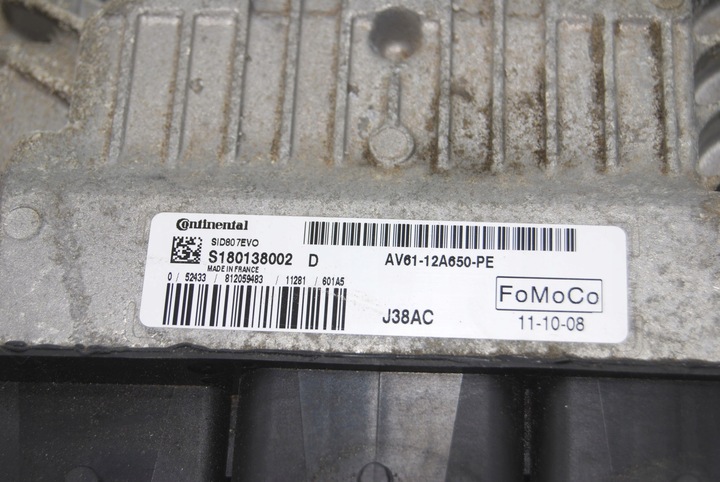 Continental
SID807EVO
S180138002 D
MADE IN FRANCE
0 / 52433 / 812059483 / 11281 / 601A5
AV61-12A650-PE
FoMoCo
J38AC
11-10-08